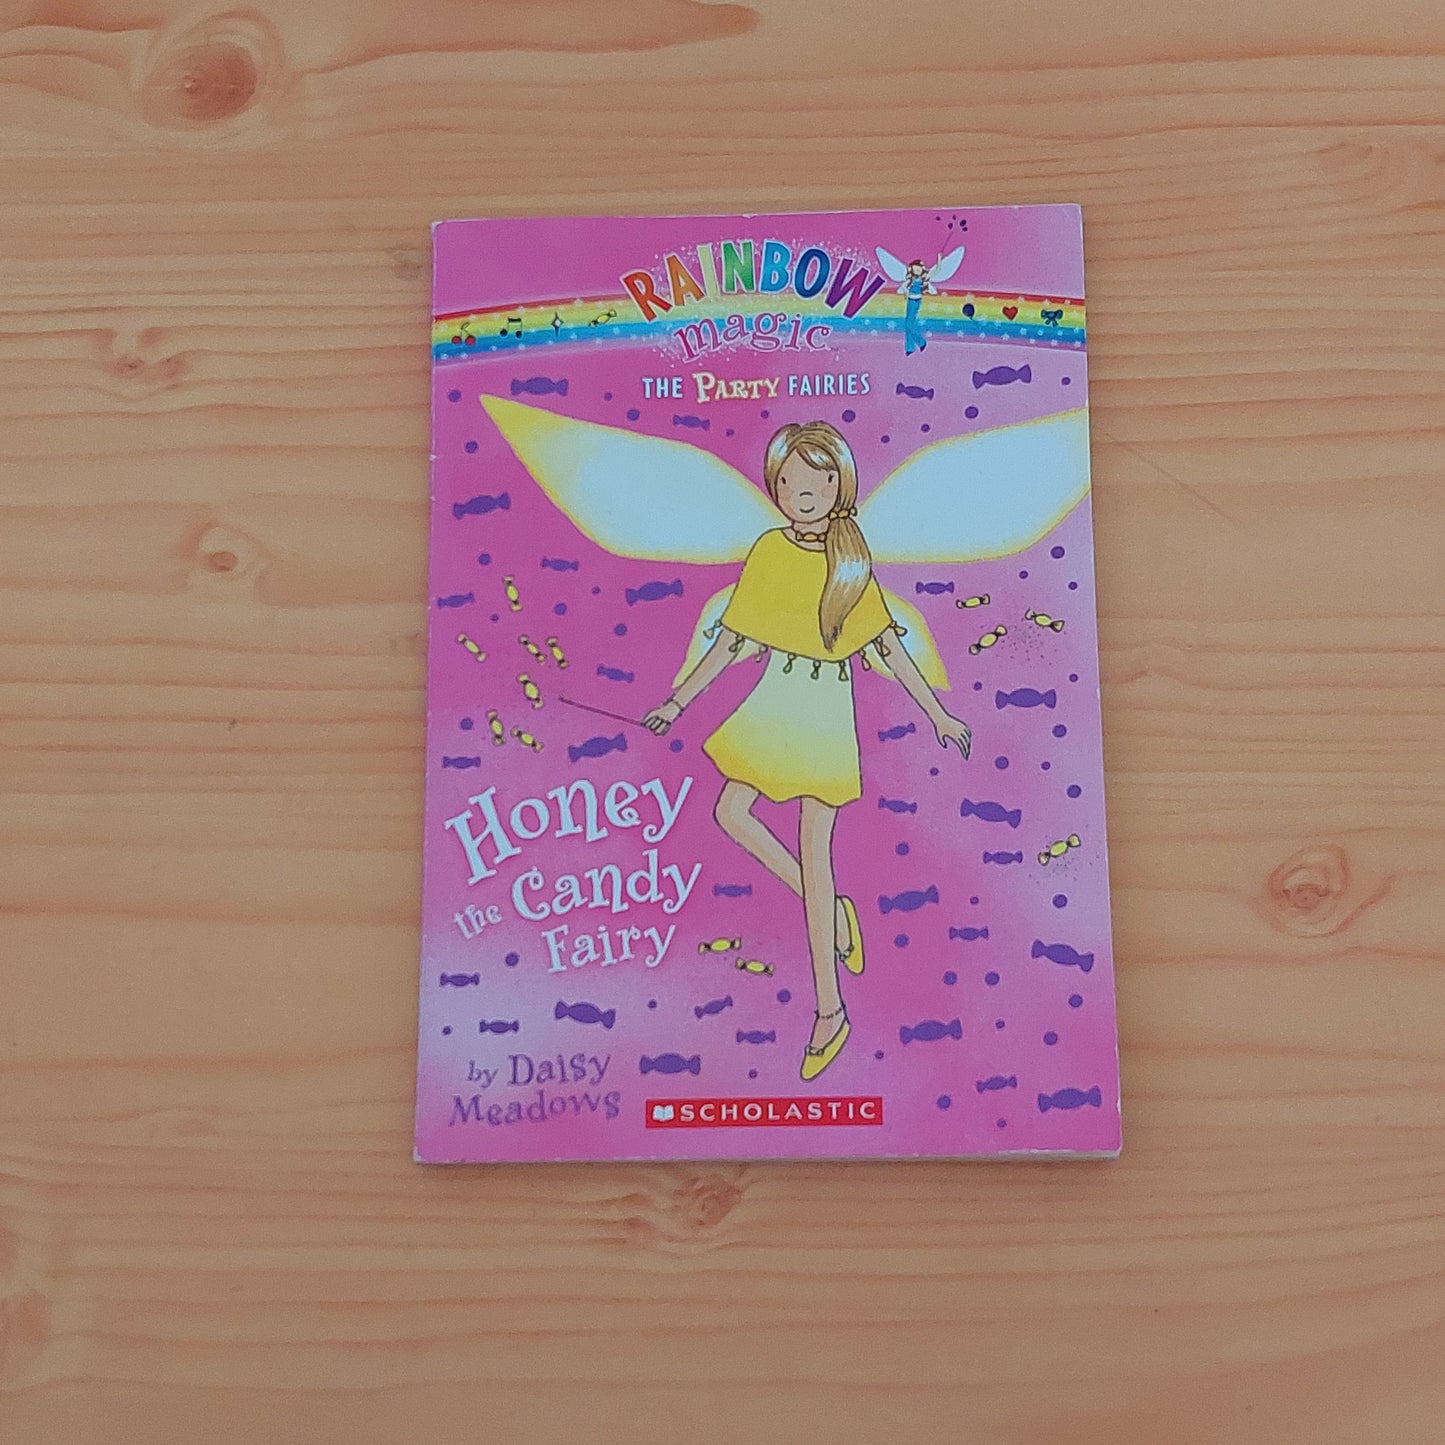 RAINBOW
magic
THE PARTY FAIRIES
Honey
the Candy
Fairy
by Daisy
Meadows
SCHOLASTIC